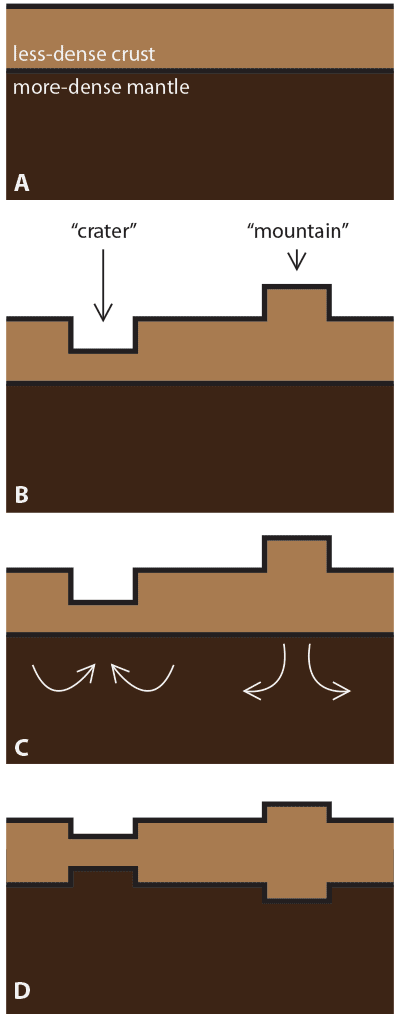 less-dense crust
more-dense mantle
A
“crater” “mountain”
B
C
D